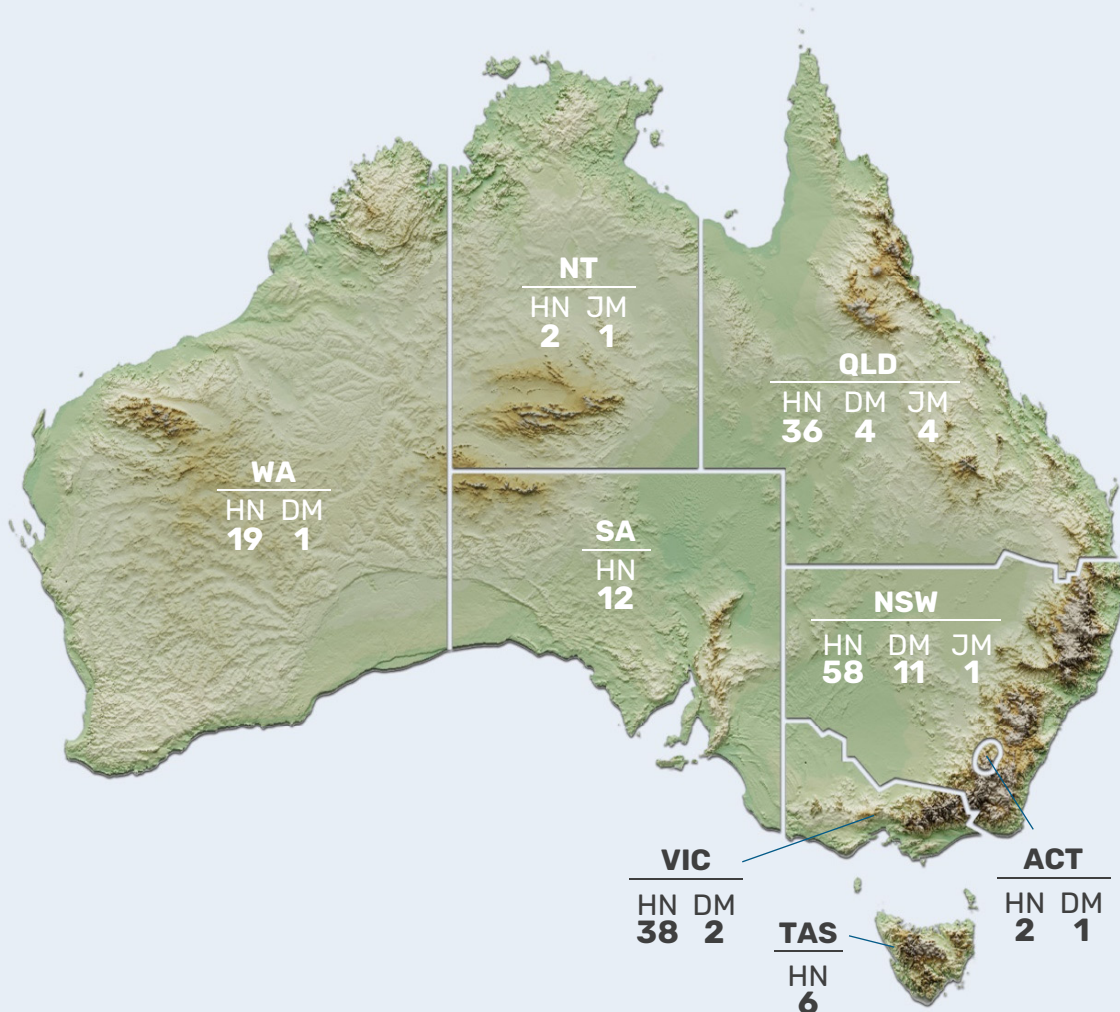 NT
HN JM
2 1
QLD
HN DM JM
36 4 4
WA
HN DM
19 1
SA
HN
12
NSW
HN DM JM
58 11 1
VIC
HN DM
38 2
ACT
HN DM
2 1
TAS
HN
6